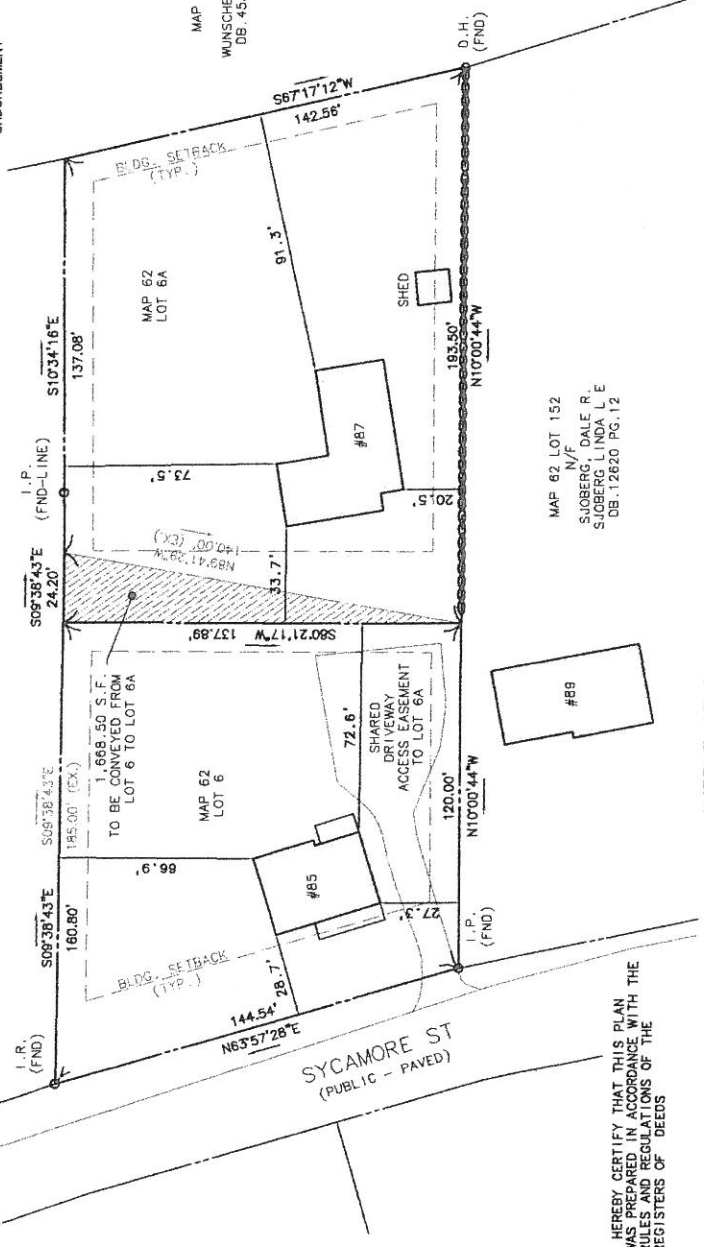 MAP
DB. 45
S67°17'12"W
142.56'
D.H.
(FND)
BLDG. SETBACK
(TYP.)
S10°34'16"E
137.08'
MAP 62
LOT 6A
91.3'
SHED
I.P.
(FND-LINE)
73.5'
#87
193.50'
N10°00'44"W
20.5'
S09°38'43"E
24.20'
N89°41'29"W
140.00' (EX.)
33.7'
S80°21'17"W
137.89'
MAP 62 LOT 152
N/F
SJOBERG, DALE R.
SJOBERG LINDA L E
DB.12620 PG.12
S09°38'43"E
185.00' (EX.)
1,668.50 S.F.
TO BE CONVEYED FROM
LOT 6 TO LOT 6A
MAP 62
LOT 6
72.6'
SHARED
DRIVEWAY
ACCESS EASEMENT
TO LOT 6A
120.00'
N10°00'44"W
#89
S09°38'43"E
160.80'
86.9'
#85
27.3'
BLDG. SETBACK
(TYP.)
28.7'
I.P.
(FND)
I.R.
(FND)
144.54'
N63°57'28"E
SYCAMORE ST
(PUBLIC - PAVED)
HEREBY CERTIFY THAT THIS PLAN
WAS PREPARED IN ACCORDANCE WITH THE
RULES AND REGULATIONS OF THE
REGISTERS OF DEEDS